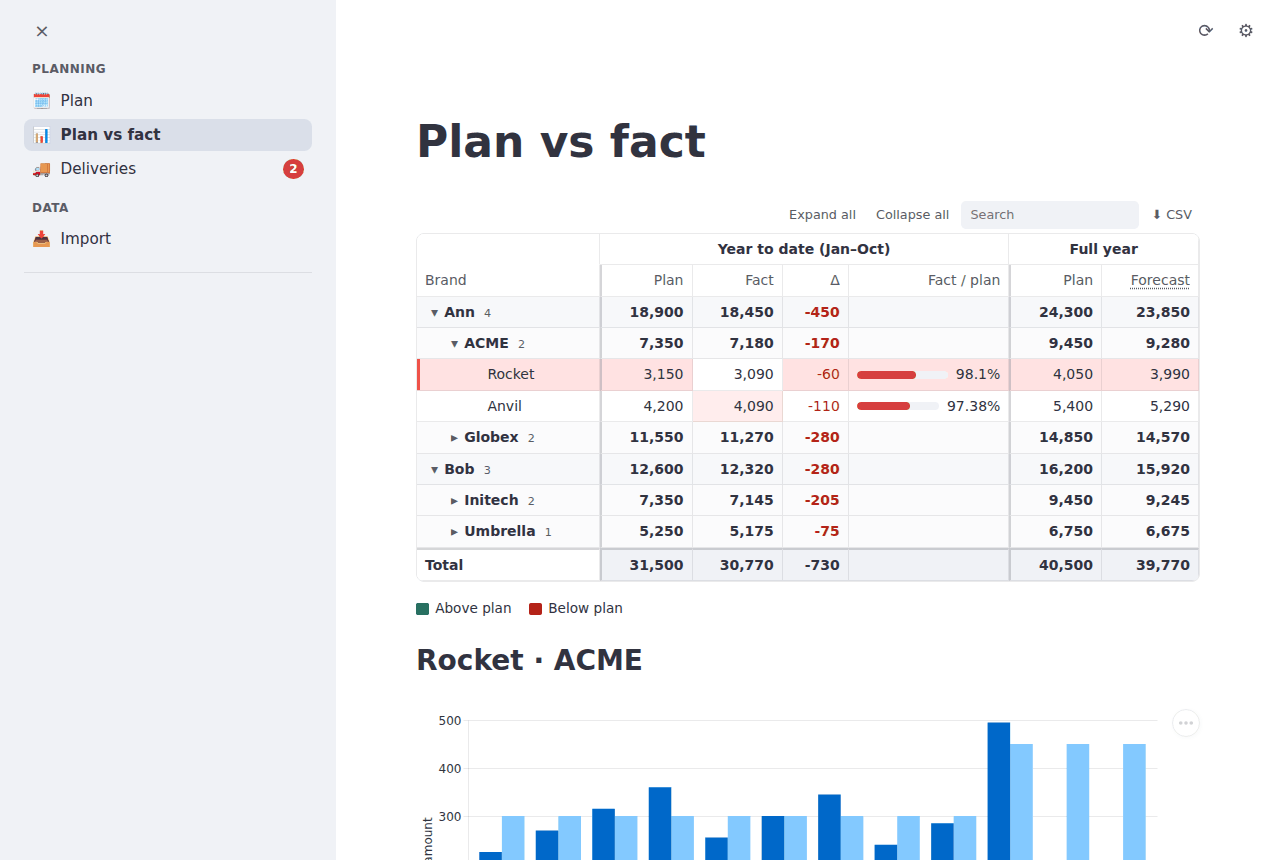 ×
PLANNING
Plan
Plan vs fact
Deliveries 2
DATA
Import
Plan vs fact
Expand all Collapse all Search ⬇ CSV
Year to date (Jan–Oct) Full year
Brand Plan Fact Δ Fact / plan Plan Forecast
▼ Ann 4 18,900 18,450 -450 24,300 23,850
▼ ACME 2 7,350 7,180 -170 9,450 9,280
Rocket 3,150 3,090 -60 98.1% 4,050 3,990
Anvil 4,200 4,090 -110 97.38% 5,400 5,290
▶ Globex 2 11,550 11,270 -280 14,850 14,570
▼ Bob 3 12,600 12,320 -280 16,200 15,920
▶ Initech 2 7,350 7,145 -205 9,450 9,245
▶ Umbrella 1 5,250 5,175 -75 6,750 6,675
Total 31,500 30,770 -730 40,500 39,770
Above plan Below plan
Rocket · ACME
500
400
300
amount